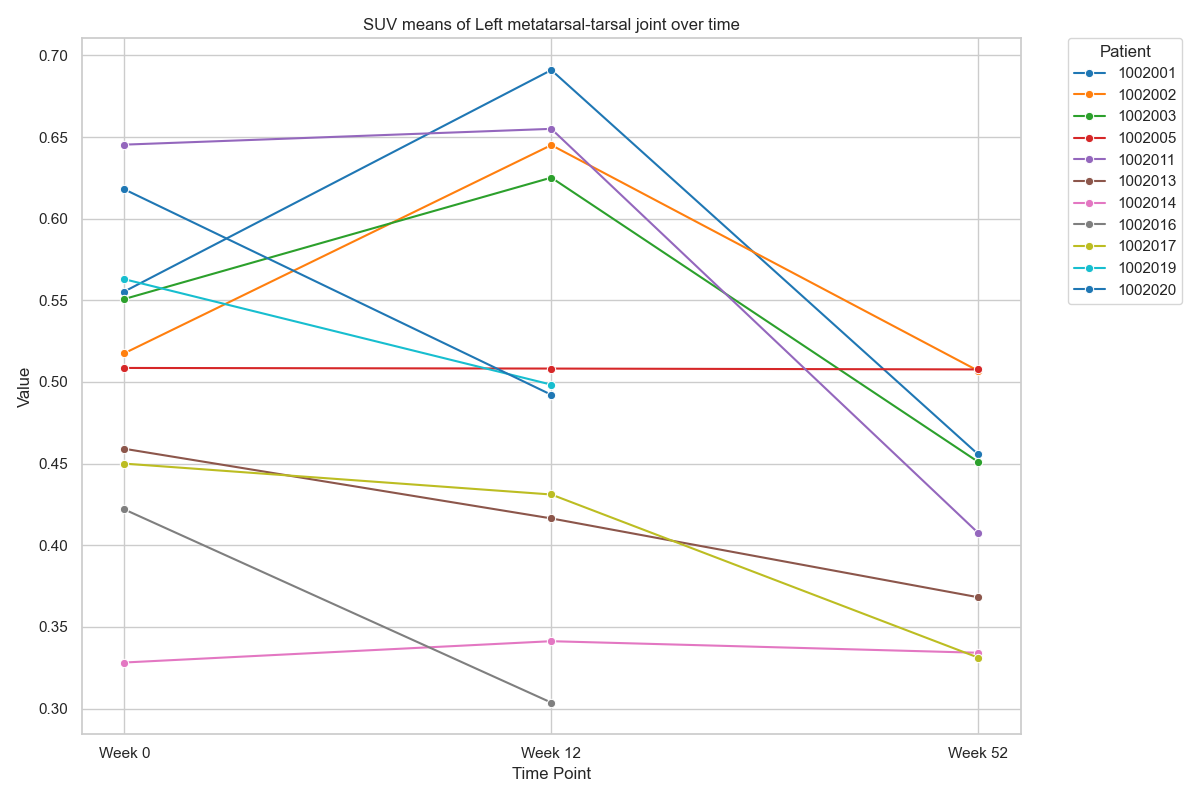 SUV means of Left metatarsal-tarsal joint over time
0.70
0.65
0.60
0.55
0.50
0.45
0.40
0.35
0.30
Value
Week 0
Week 12
Week 52
Time Point
Patient
1002001
1002002
1002003
1002005
1002011
1002013
1002014
1002016
1002017
1002019
1002020